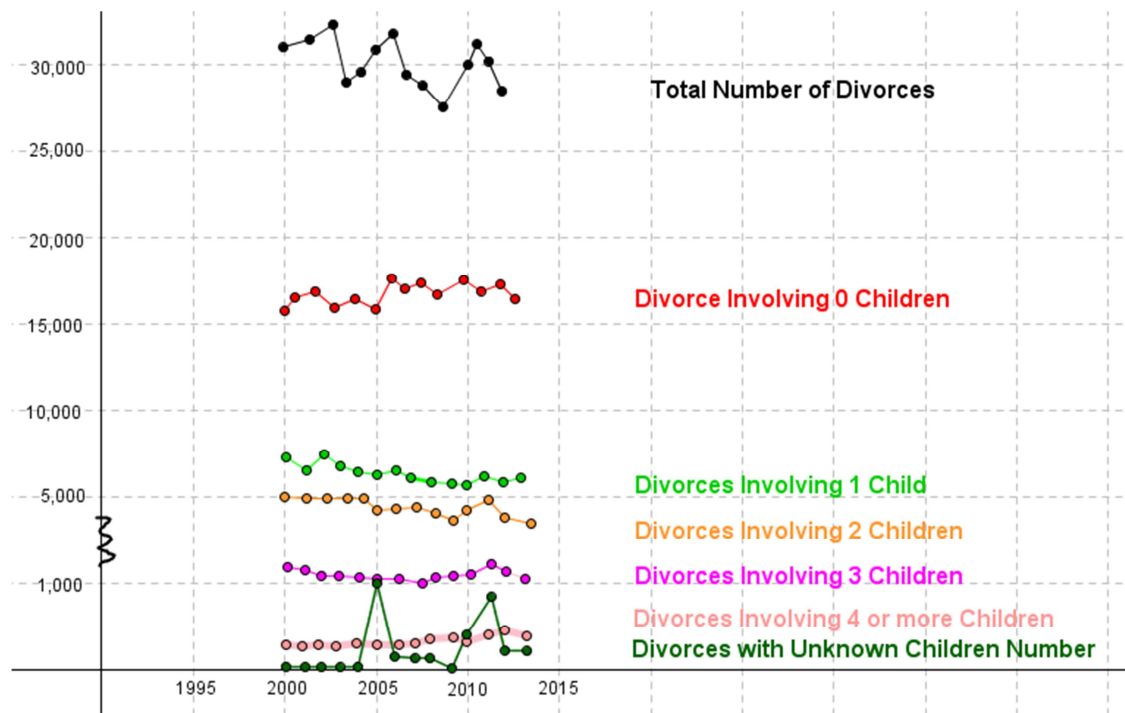 30,000
Total Number of Divorces
25,000
20,000
Divorce Involving 0 Children
15,000
10,000
Divorces Involving 1 Child
5,000
Divorces Involving 2 Children
Divorces Involving 3 Children
1,000
Divorces Involving 4 or more Children
Divorces with Unknown Children Number
1995 2000 2005 2010 2015